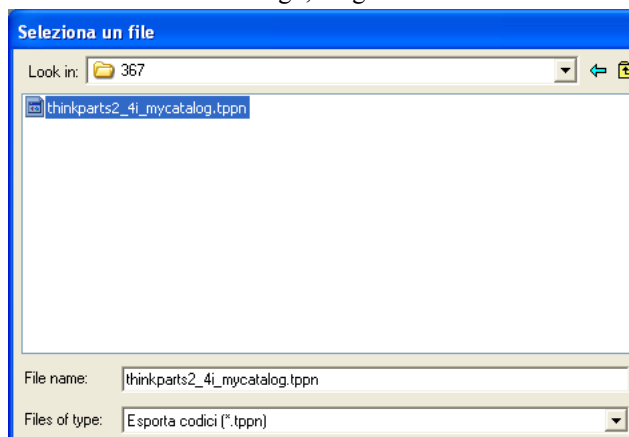 Seleziona un file
Look in: 367
thinkparts2_4i_mycatalog.tppn
File name: thinkparts2_4i_mycatalog.tppn
Files of type: Esporta codici (*.tppn)